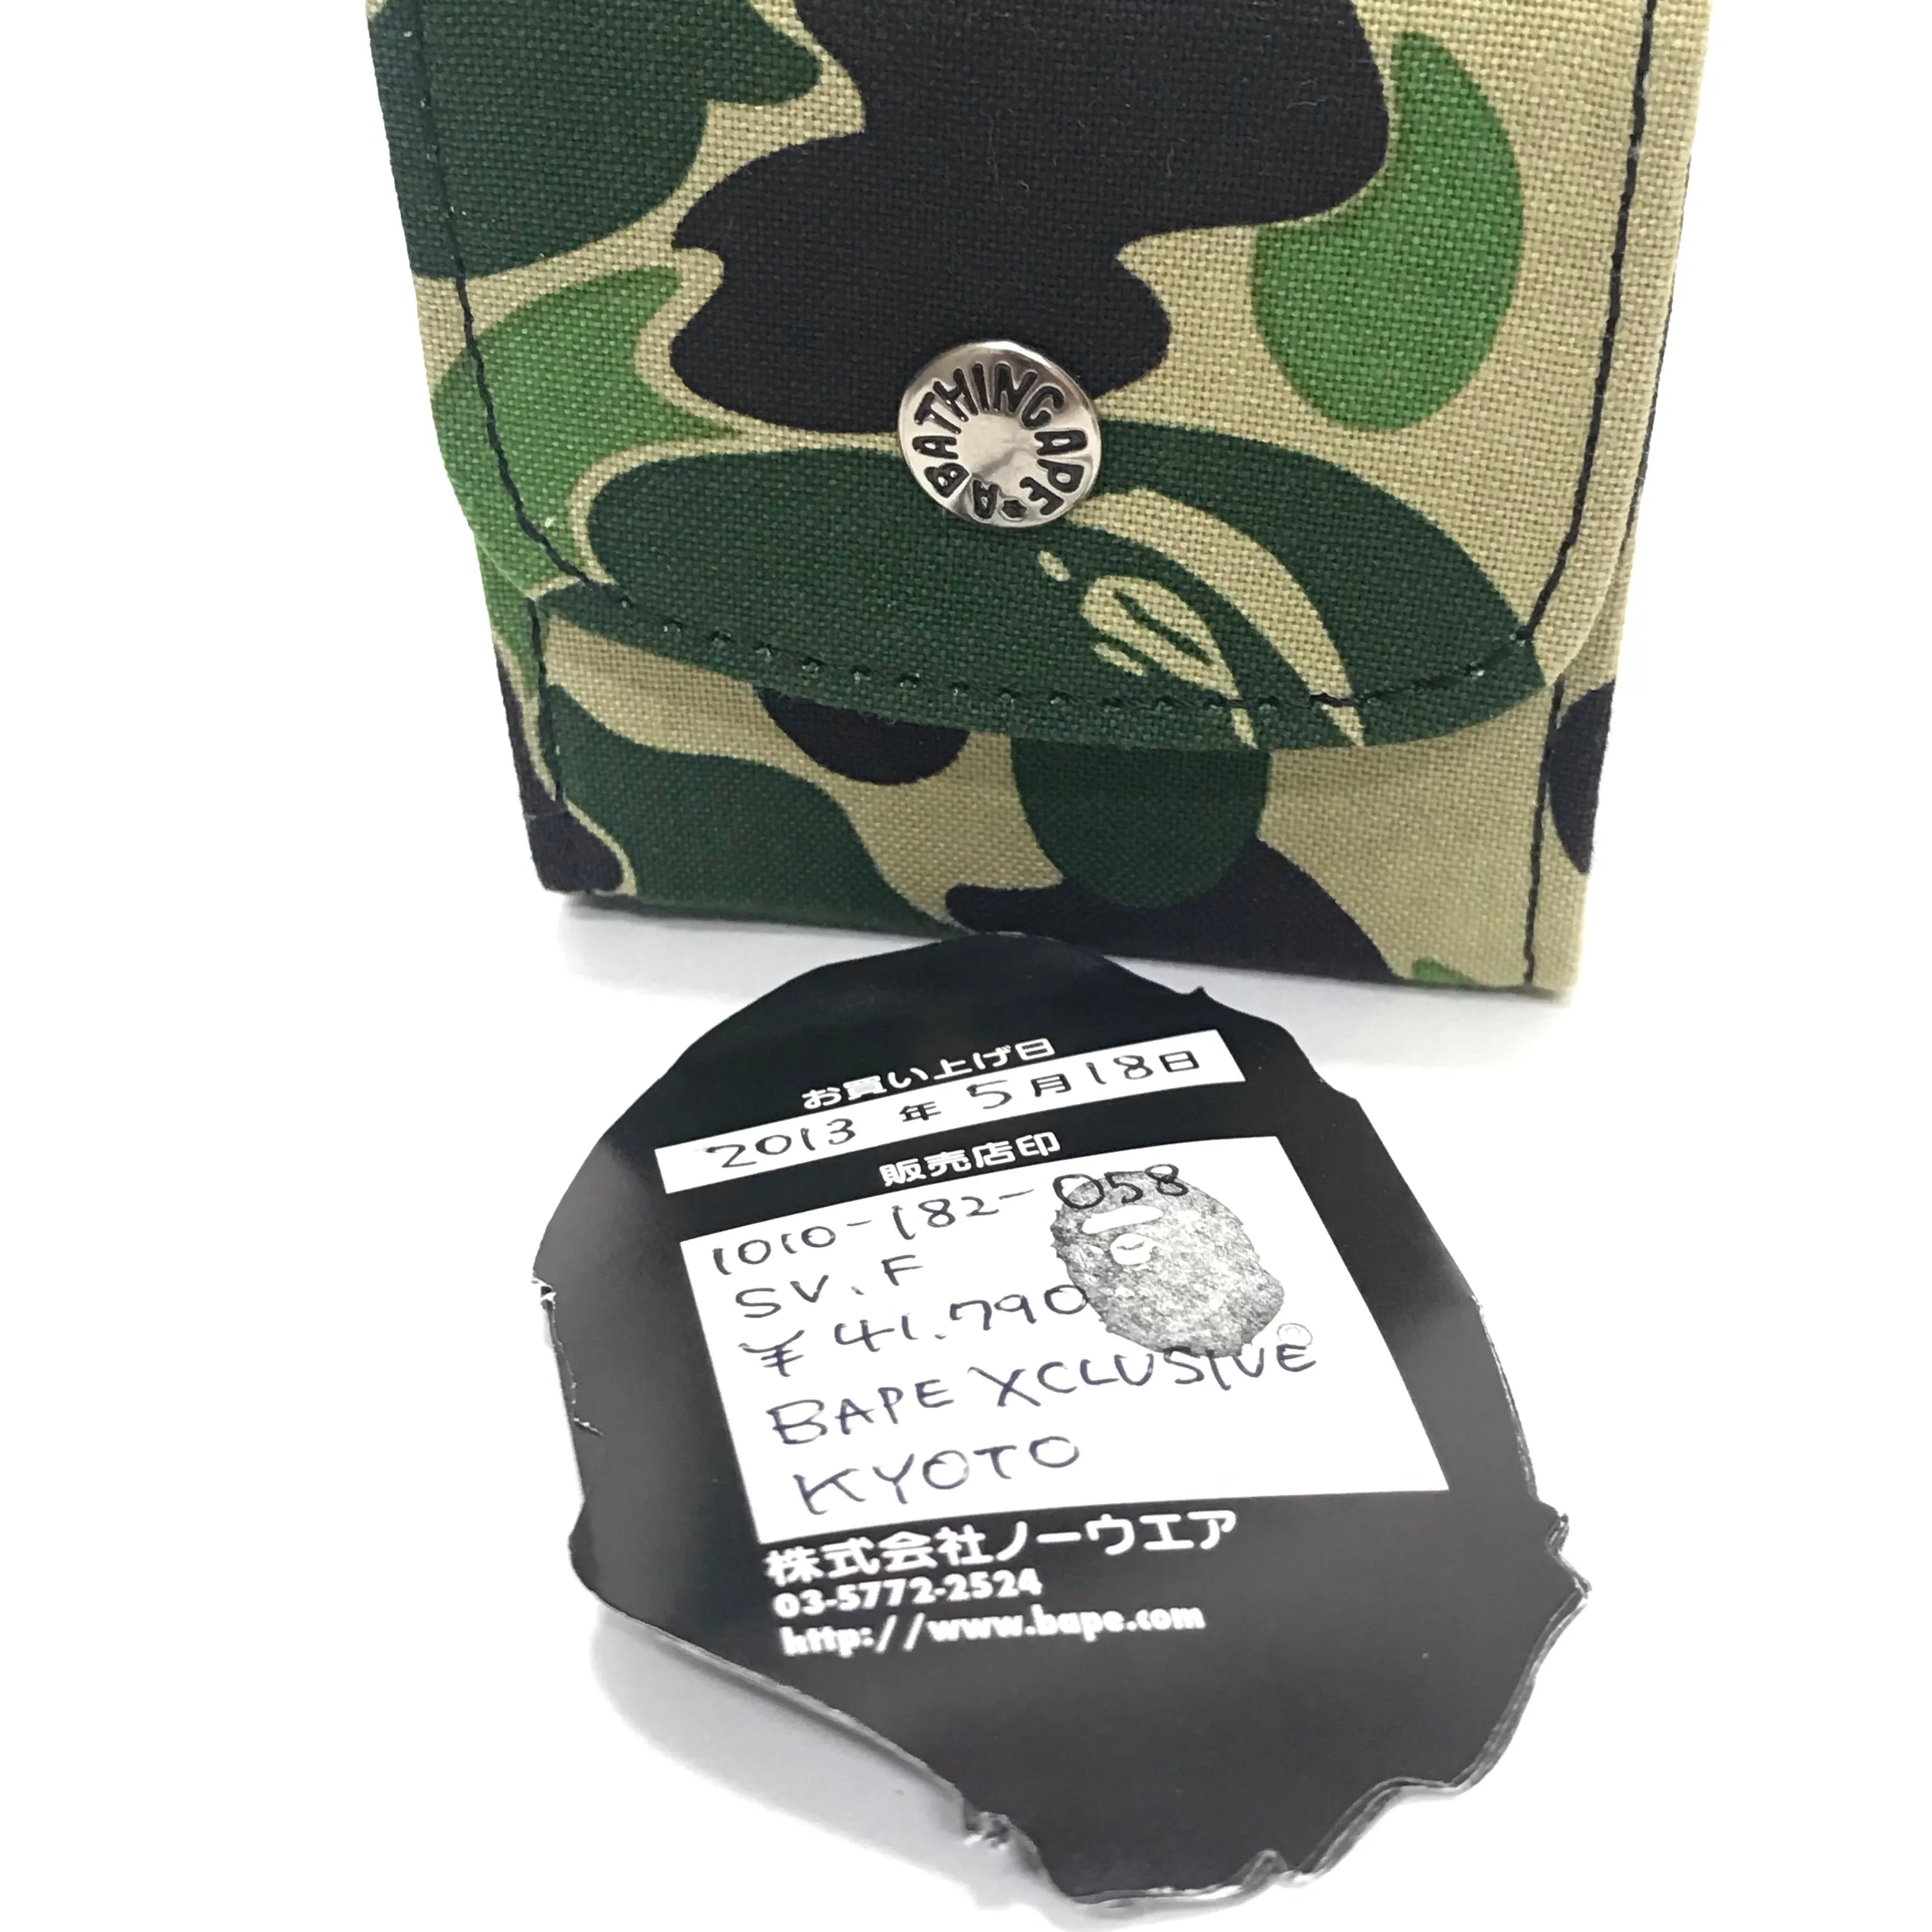 A BATHING APE
お買い上げ日
2013 年 5 月 18 日
販売店印
1010-182-058
SV. F
¥ 41.790
BAPE XCLUSIVE
KYOTO
株式会社ノーウエア
03-5772-2524
http://www.bape.com